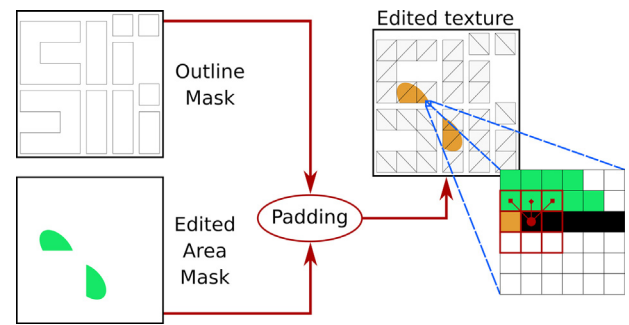 Edited texture
Outline
Mask
Edited
Area
Mask
Padding